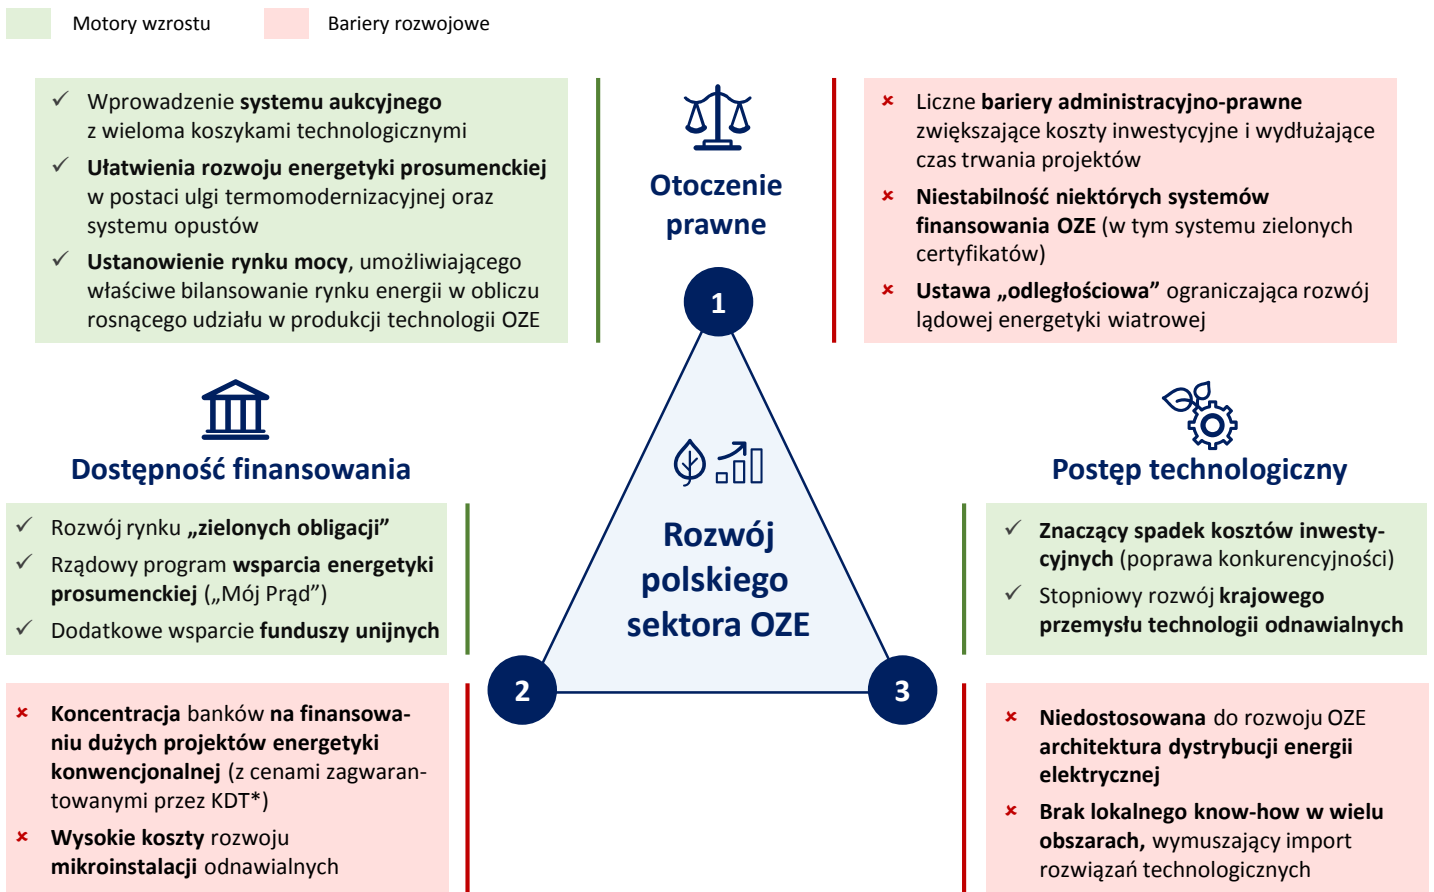 Motory wzrostu
Bariery rozwojowe
✓ Wprowadzenie systemu aukcyjnego
z wieloma koszykami technologicznymi
✓ Ułatwienia rozwoju energetyki prosumenckiej
w postaci ulgi termomodernizacyjnej oraz
systemu opustów
✓ Ustanowienie rynku mocy, umożliwiającego
właściwe bilansowanie rynku energii w obliczu
rosnącego udziału w produkcji technologii OZE
Otoczenie
prawne
× Liczne bariery administracyjno-prawne
zwiększające koszty inwestycyjne i wydłużające
czas trwania projektów
× Niestabilność niektórych systemów
finansowania OZE (w tym systemu zielonych
certyfikatów)
× Ustawa „odległościowa” ograniczająca rozwój
lądowej energetyki wiatrowej
1
Dostępność finansowania
✓ Rozwój rynku „zielonych obligacji”
✓ Rządowy program wsparcia energetyki
prosumenckiej („Mój Prąd”)
✓ Dodatkowe wsparcie funduszy unijnych
× Koncentracja banków na finansowa-
niu dużych projektów energetyki
konwencjonalnej (z cenami zagwaran-
towanymi przez KDT*)
× Wysokie koszty rozwoju
mikroinstalacji odnawialnych
Rozwój
polskiego
sektora OZE
2
3
Postęp technologiczny
✓ Znaczący spadek kosztów inwesty-
cyjnych (poprawa konkurencyjności)
✓ Stopniowy rozwój krajowego
przemysłu technologii odnawialnych
× Niedostosowana do rozwoju OZE
architektura dystrybucji energii
elektrycznej
× Brak lokalnego know-how w wielu
obszarach, wymuszający import
rozwiązań technologicznych